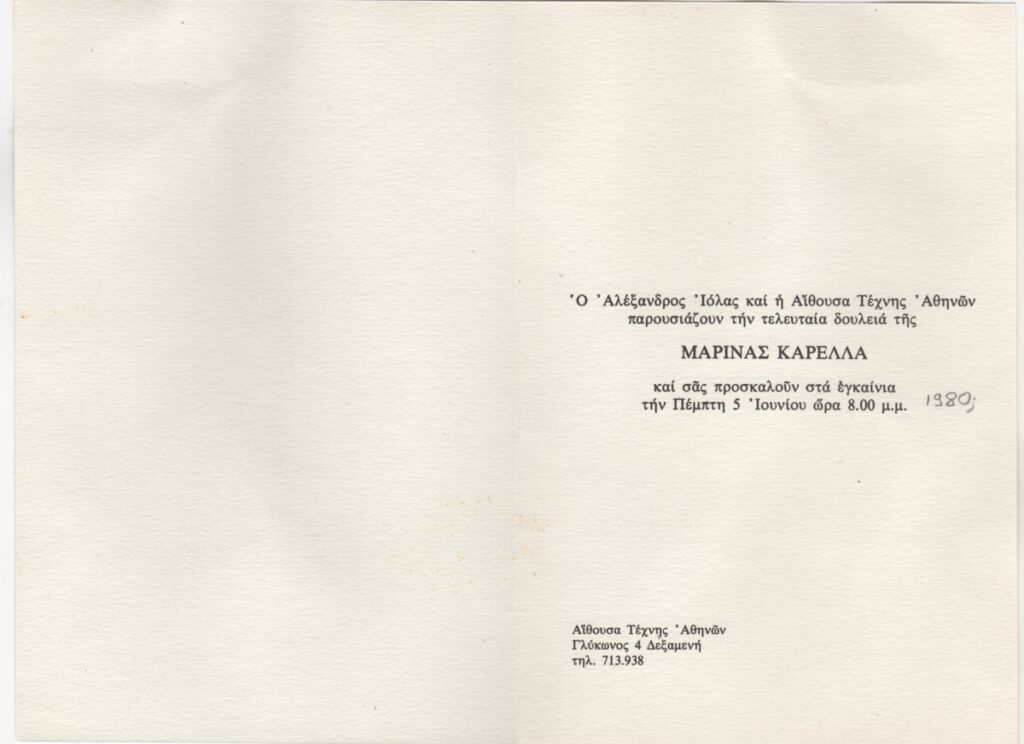 Ὁ Ἀλέξανδρος Ἰόλας καί ἡ Αἴθουσα Τέχνης Ἀθηνῶν
παρουσιάζουν τήν τελευταία δουλειά τῆς
ΜΑΡΙΝΑΣ ΚΑΡΕΛΛΑ
καί σᾶς προσκαλοῦν στά ἐγκαίνια
τήν Πέμπτη 5 Ἰουνίου ὥρα 8.00 μ.μ. 1980;
Αἴθουσα Τέχνης Ἀθηνῶν
Γλύκωνος 4 Δεξαμενή
τηλ. 713.938